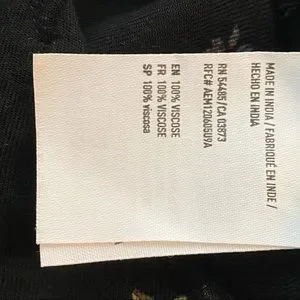 MADE IN INDIA / FABRIQUÉ EN INDE /
HECHO EN INDIA
RN 54485/CA 03873
RFC# AEM120605U9A
EN 100% VISCOSE
FR 100% VISCOSE
SP 100% viscosa